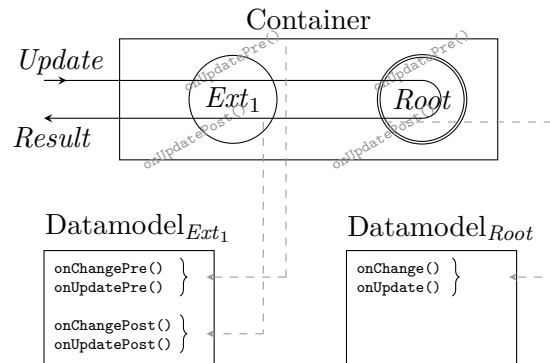 Container
onUpdatePre()
onUpdatePre()
Update
Ext1
Root
Result
onUpdatePost()
onUpdatePost()
DatamodelExt1
DatamodelRoot
onChangePre()
onUpdatePre()
onChangePost()
onUpdatePost()
onChange()
onUpdate()